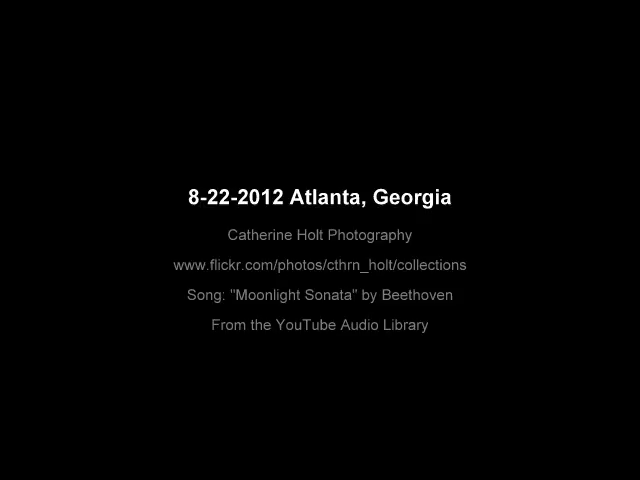 8-22-2012 Atlanta, Georgia
Catherine Holt Photography
www.flickr.com/photos/cthrn_holt/collections
Song: "Moonlight Sonata" by Beethoven
From the YouTube Audio Library